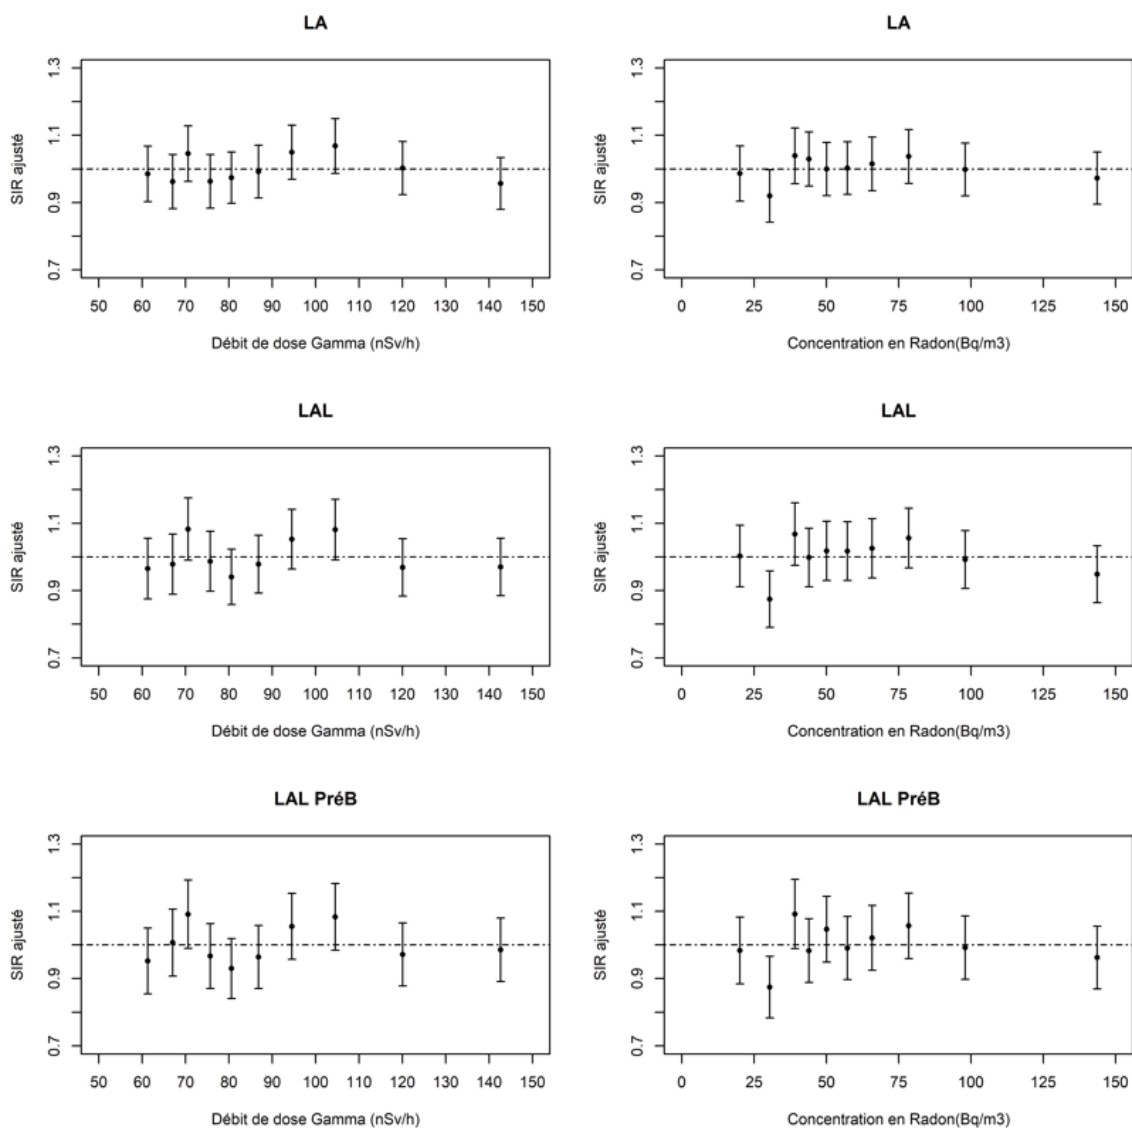 LA
LA
SIR ajusté
0.7 0.9 1.1 1.3
50 60 70 80 90 100 110 120 130 140 150
Débit de dose Gamma (nSv/h)
SIR ajusté
0.7 0.9 1.1 1.3
0 25 50 75 100 125 150
Concentration en Radon(Bq/m3)
LAL
LAL
SIR ajusté
0.7 0.9 1.1 1.3
50 60 70 80 90 100 110 120 130 140 150
Débit de dose Gamma (nSv/h)
SIR ajusté
0.7 0.9 1.1 1.3
0 25 50 75 100 125 150
Concentration en Radon(Bq/m3)
LAL PréB
LAL PréB
SIR ajusté
0.7 0.9 1.1 1.3
50 60 70 80 90 100 110 120 130 140 150
Débit de dose Gamma (nSv/h)
SIR ajusté
0.7 0.9 1.1 1.3
0 25 50 75 100 125 150
Concentration en Radon(Bq/m3)